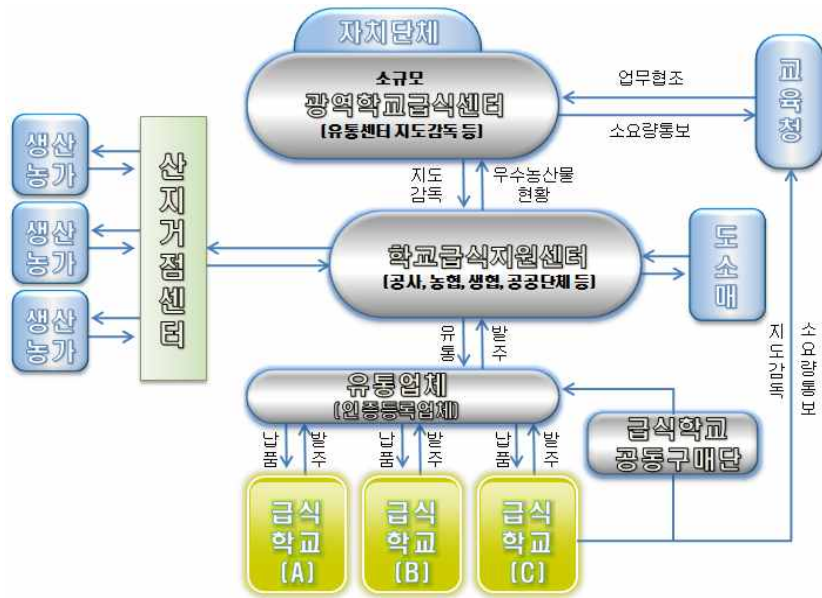 자치단체
소규모
광역학교급식센터
(유통센터 지도감독 등)
업무협조
소요량통보
교육청
생산
농가
생산
농가
생산
농가
산지거점센터
지도
감독
우수농산물
현황
학교급식지원센터
(공사, 농협, 생협, 공공단체 등)
도소매
유통
발주
지도감독
소요량통보
유통업체
(인증등록업체)
납품
발주
납품
발주
납품
발주
급식학교
공동구매단
급식
학교
(A)
급식
학교
(B)
급식
학교
(C)